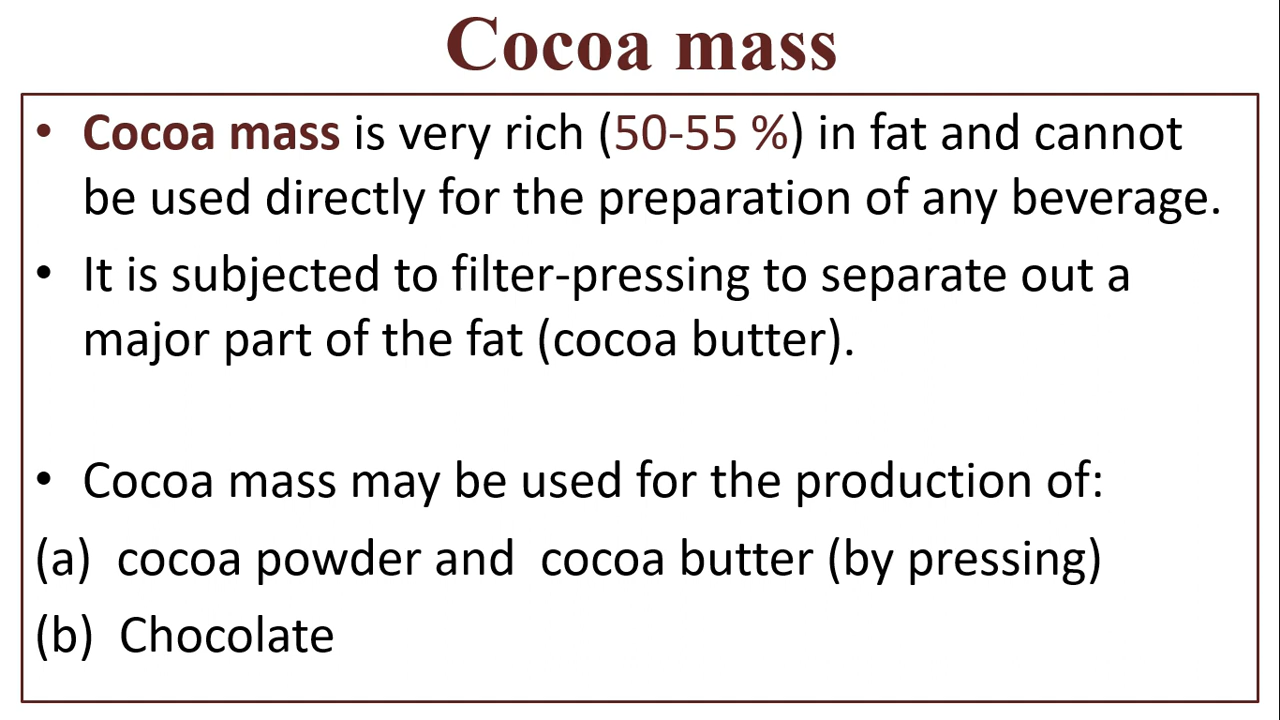 Cocoa mass
• Cocoa mass is very rich (50-55 %) in fat and cannot
be used directly for the preparation of any beverage.
• It is subjected to filter-pressing to separate out a
major part of the fat (cocoa butter).
• Cocoa mass may be used for the production of:
(a) cocoa powder and cocoa butter (by pressing)
(b) Chocolate